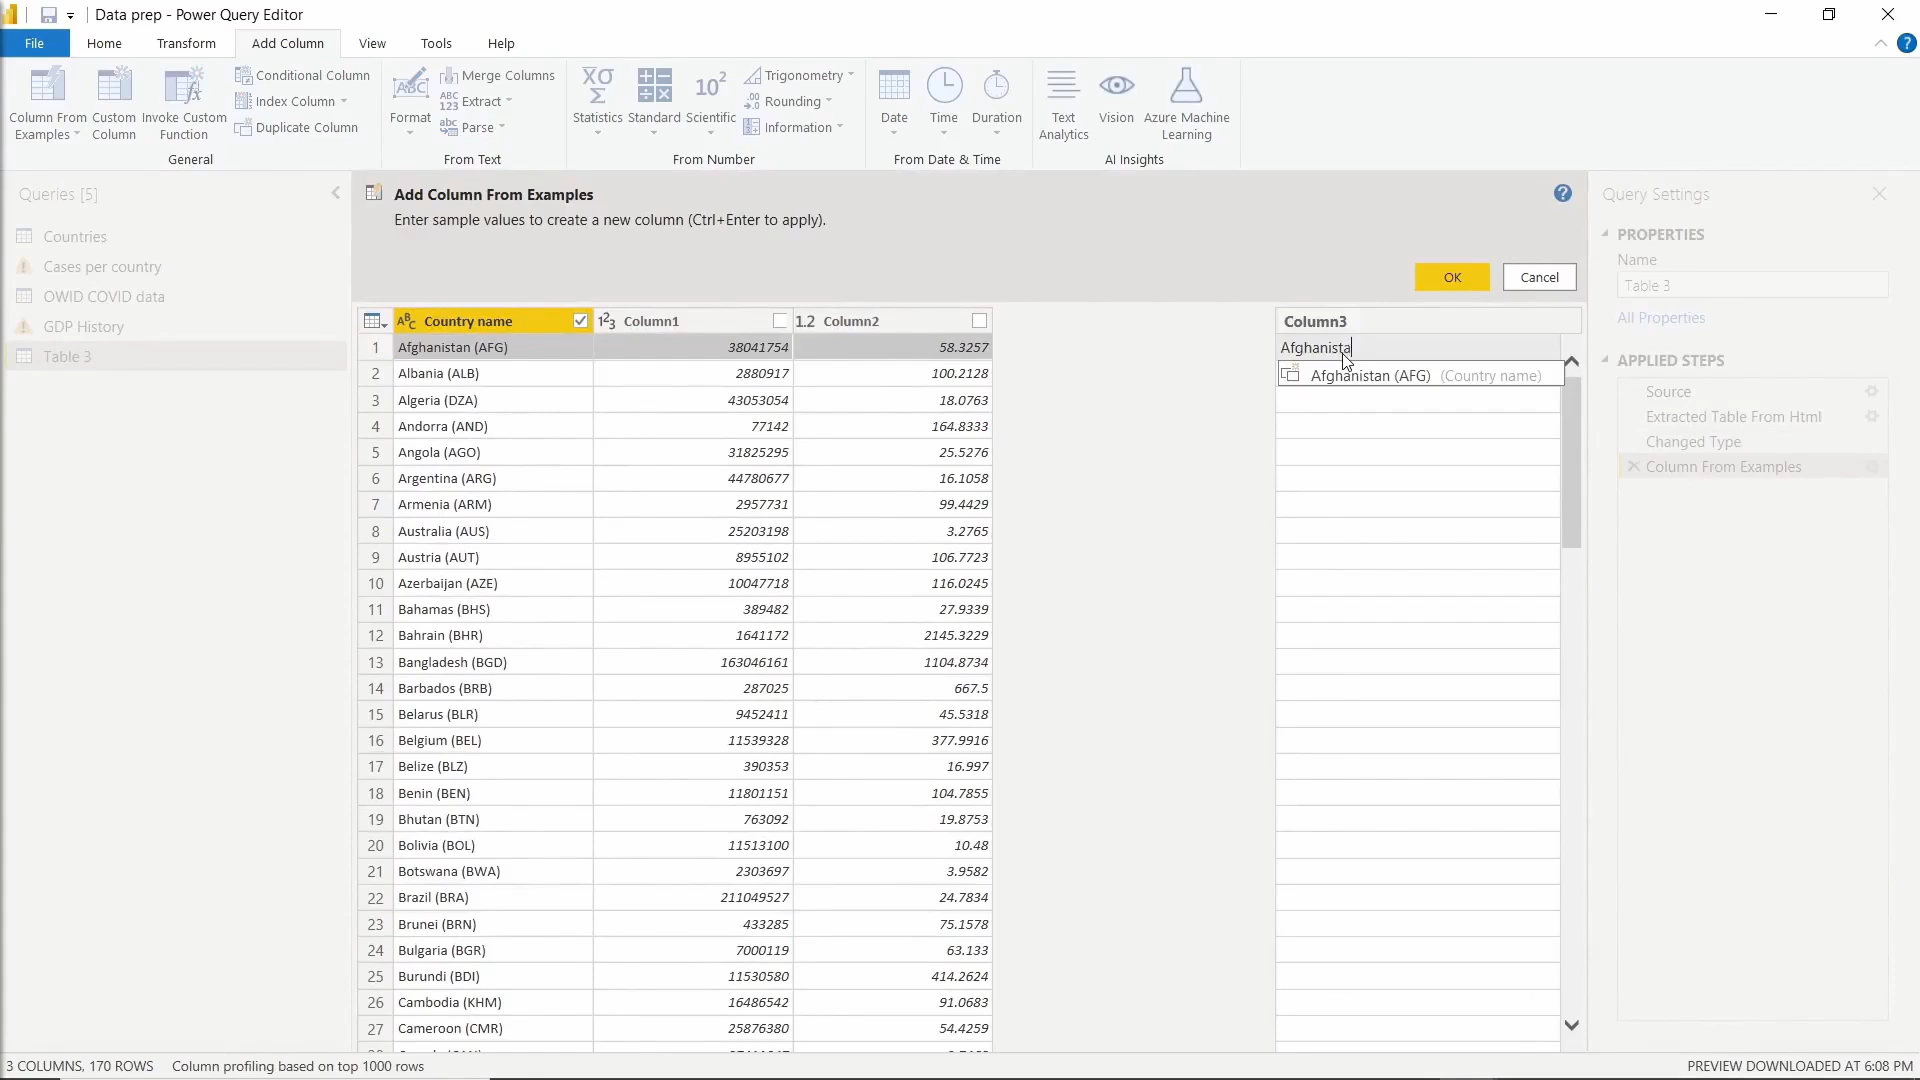 Data prep - Power Query Editor
File Home Transform Add Column View Tools Help
Column From Examples
Custom Column
Invoke Custom Function
Conditional Column
Index Column
Duplicate Column
General
Format
Merge Columns
Extract
Parse
From Text
Statistics
Standard
Scientific
Trigonometry
Rounding
Information
From Number
Date
Time
Duration
From Date & Time
Text Analytics
Vision
Azure Machine Learning
AI Insights
Queries [5]
Countries
Cases per country
OWID COVID data
GDP History
Table 3
Add Column From Examples
Enter sample values to create a new column (Ctrl+Enter to apply).
OK Cancel
Country name Column1 Column2 Column3
1 Afghanistan (AFG) 38041754 58.3257 Afghanista
Afghanistan (AFG) (Country name)
2 Albania (ALB) 2880917 100.2128
3 Algeria (DZA) 43053054 18.0763
4 Andorra (AND) 77142 164.8333
5 Angola (AGO) 31825295 25.5276
6 Argentina (ARG) 44780677 16.1058
7 Armenia (ARM) 2957731 99.4429
8 Australia (AUS) 25203198 3.2765
9 Austria (AUT) 8955102 106.7723
10 Azerbaijan (AZE) 10047718 116.0245
11 Bahamas (BHS) 389482 27.9339
12 Bahrain (BHR) 1641172 2145.3229
13 Bangladesh (BGD) 163046161 1104.8734
14 Barbados (BRB) 287025 667.5
15 Belarus (BLR) 9452411 45.5318
16 Belgium (BEL) 11539328 377.9916
17 Belize (BLZ) 390353 16.997
18 Benin (BEN) 11801151 104.7855
19 Bhutan (BTN) 763092 19.8753
20 Bolivia (BOL) 11513100 10.48
21 Botswana (BWA) 2303697 3.9582
22 Brazil (BRA) 211049527 24.7834
23 Brunei (BRN) 433285 75.1578
24 Bulgaria (BGR) 7000119 63.133
25 Burundi (BDI) 11530580 414.2624
26 Cambodia (KHM) 16486542 91.0683
27 Cameroon (CMR) 25876380 54.4259
Query Settings
PROPERTIES
Name
Table 3
All Properties
APPLIED STEPS
Source
Extracted Table From Html
Changed Type
Column From Examples
3 COLUMNS, 170 ROWS Column profiling based on top 1000 rows
PREVIEW DOWNLOADED AT 6:08 PM